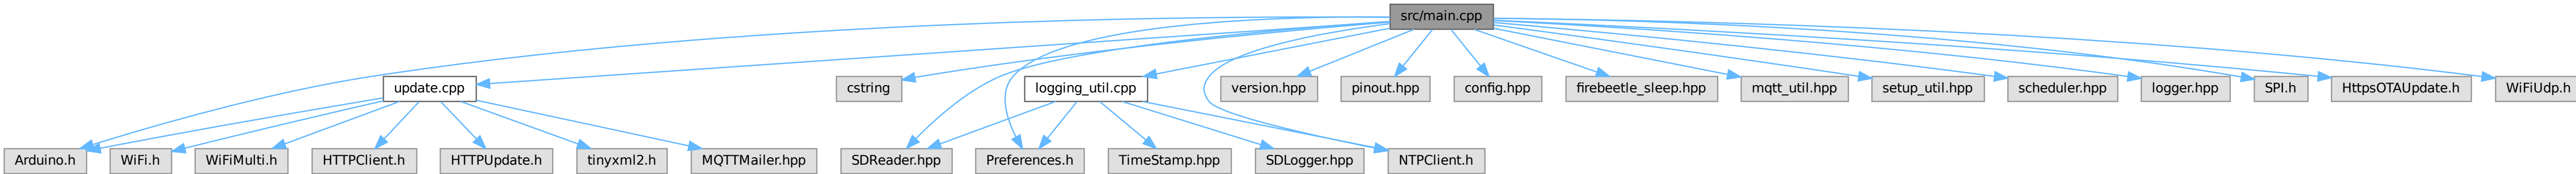 src/main.cpp
update.cpp
cstring
logging_util.cpp
version.hpp
pinout.hpp
config.hpp
firebeetle_sleep.hpp
mqtt_util.hpp
setup_util.hpp
scheduler.hpp
logger.hpp
SPI.h
HttpsOTAUpdate.h
WiFiUdp.h
Arduino.h
WiFi.h
WiFiMulti.h
HTTPClient.h
HTTPUpdate.h
tinyxml2.h
MQTTMailer.hpp
SDReader.hpp
Preferences.h
TimeStamp.hpp
SDLogger.hpp
NTPClient.h